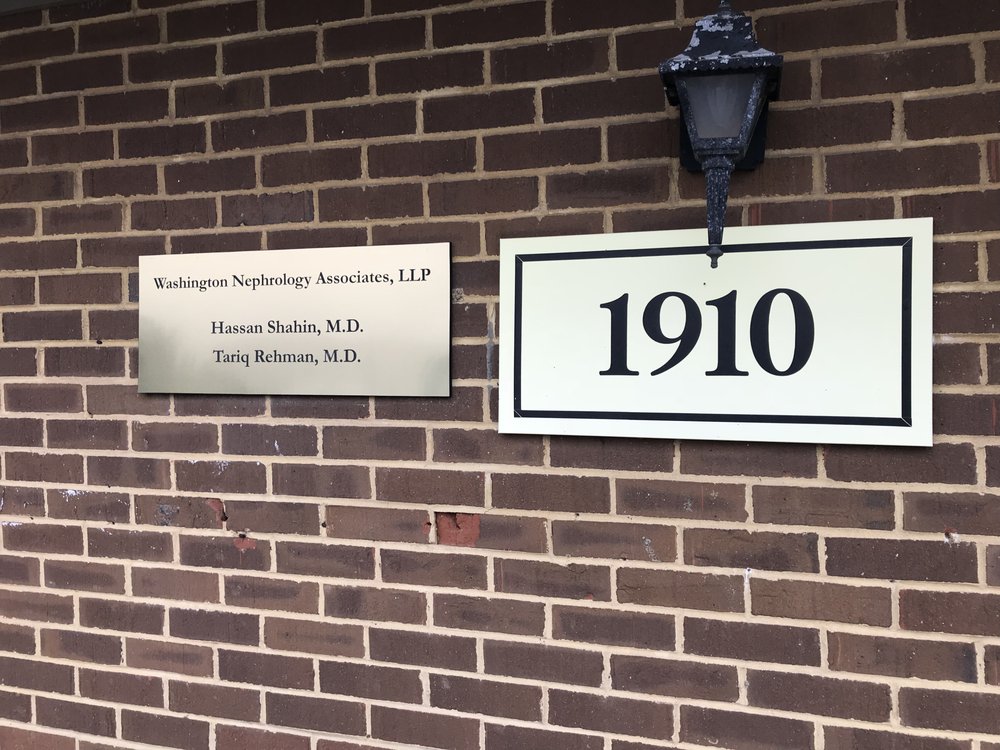 Washington Nephrology Associates, LLP
Hassan Shahin, M.D.
Tariq Rehman, M.D.
1910